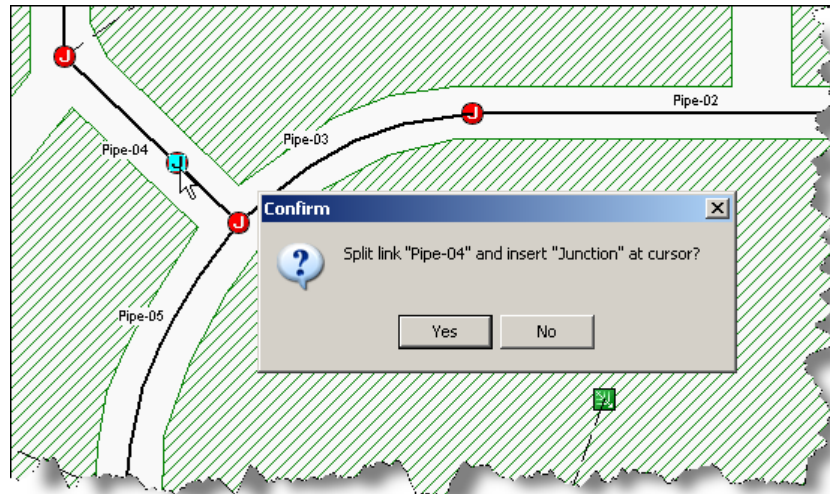 J
Pipe-02
J
Pipe-03
Pipe-04
J
J
Confirm
Split link "Pipe-04" and insert "Junction" at cursor?
Pipe-05
Yes
No